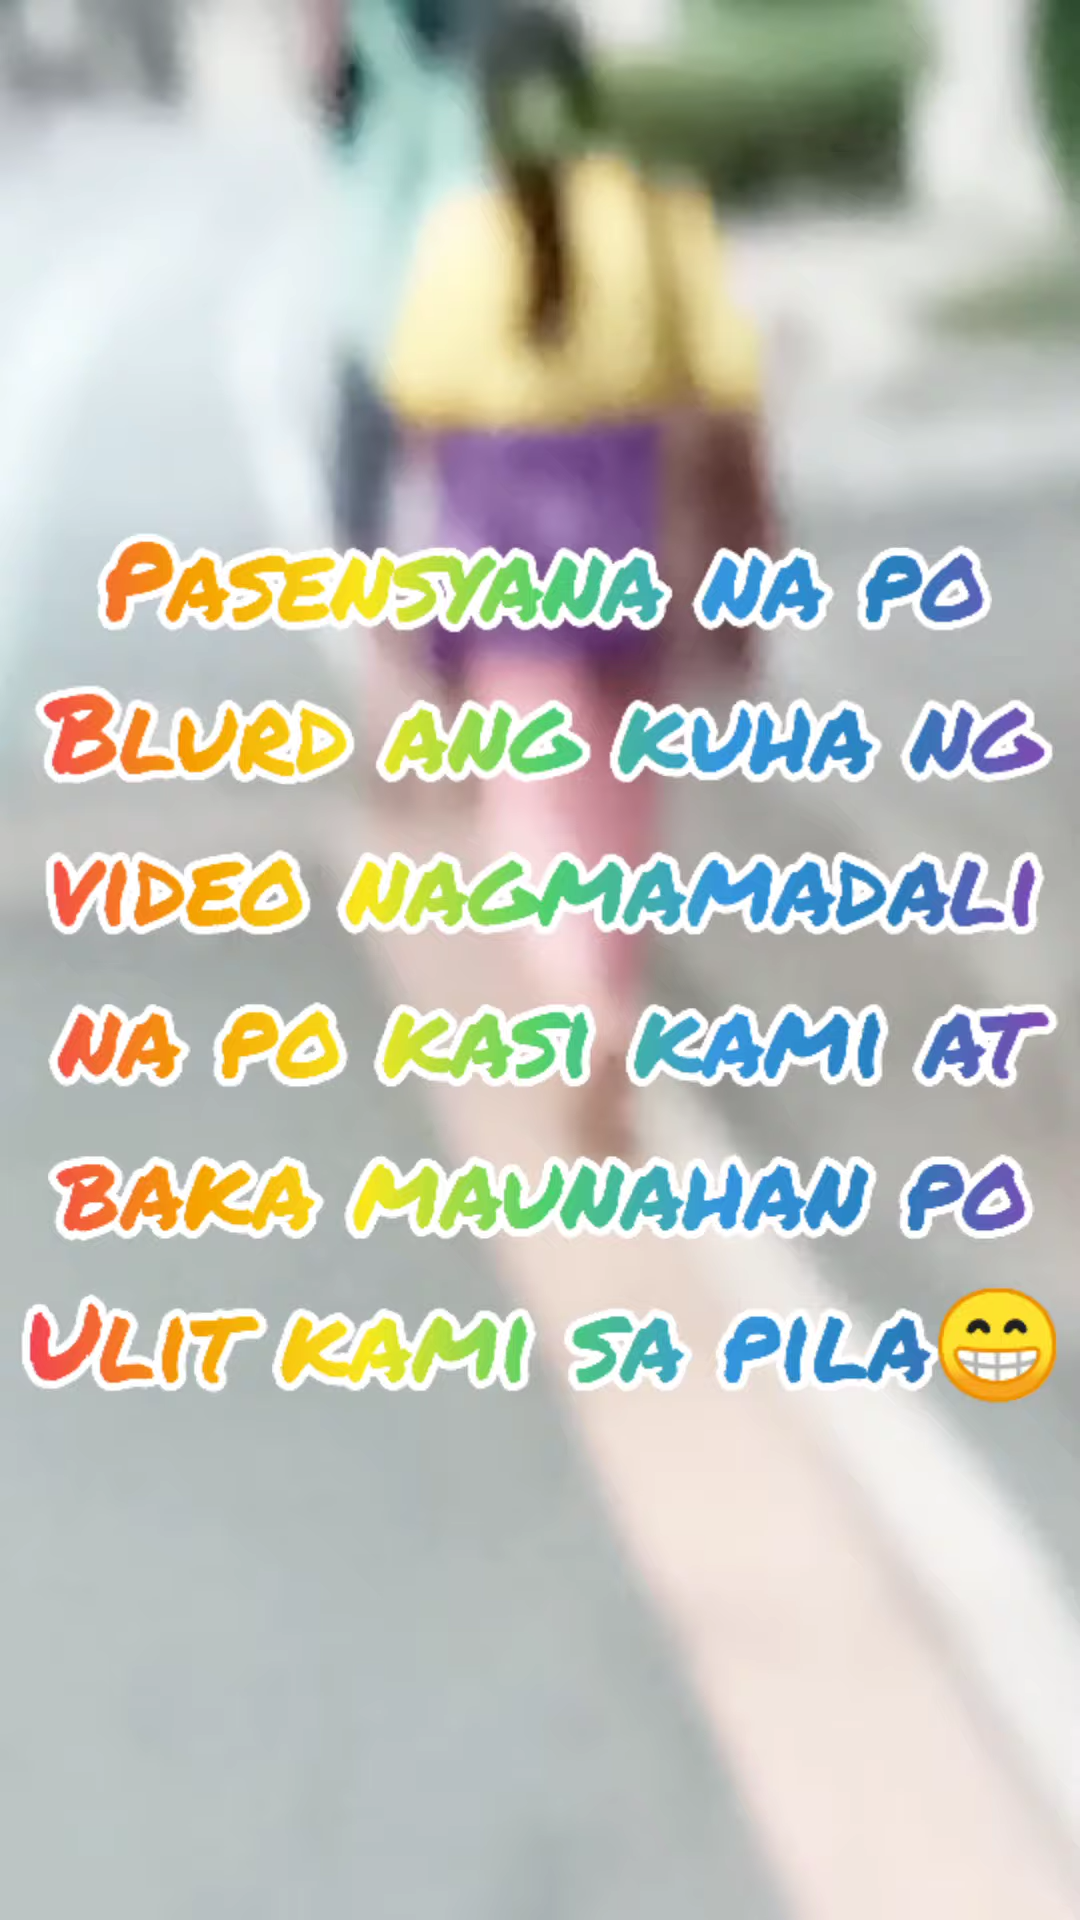 Pasensyana na po
Blurd ang kuha ng
video nagmamadali
na po kasi kami at
baka maunahan po
Ulit kami sa pila😁